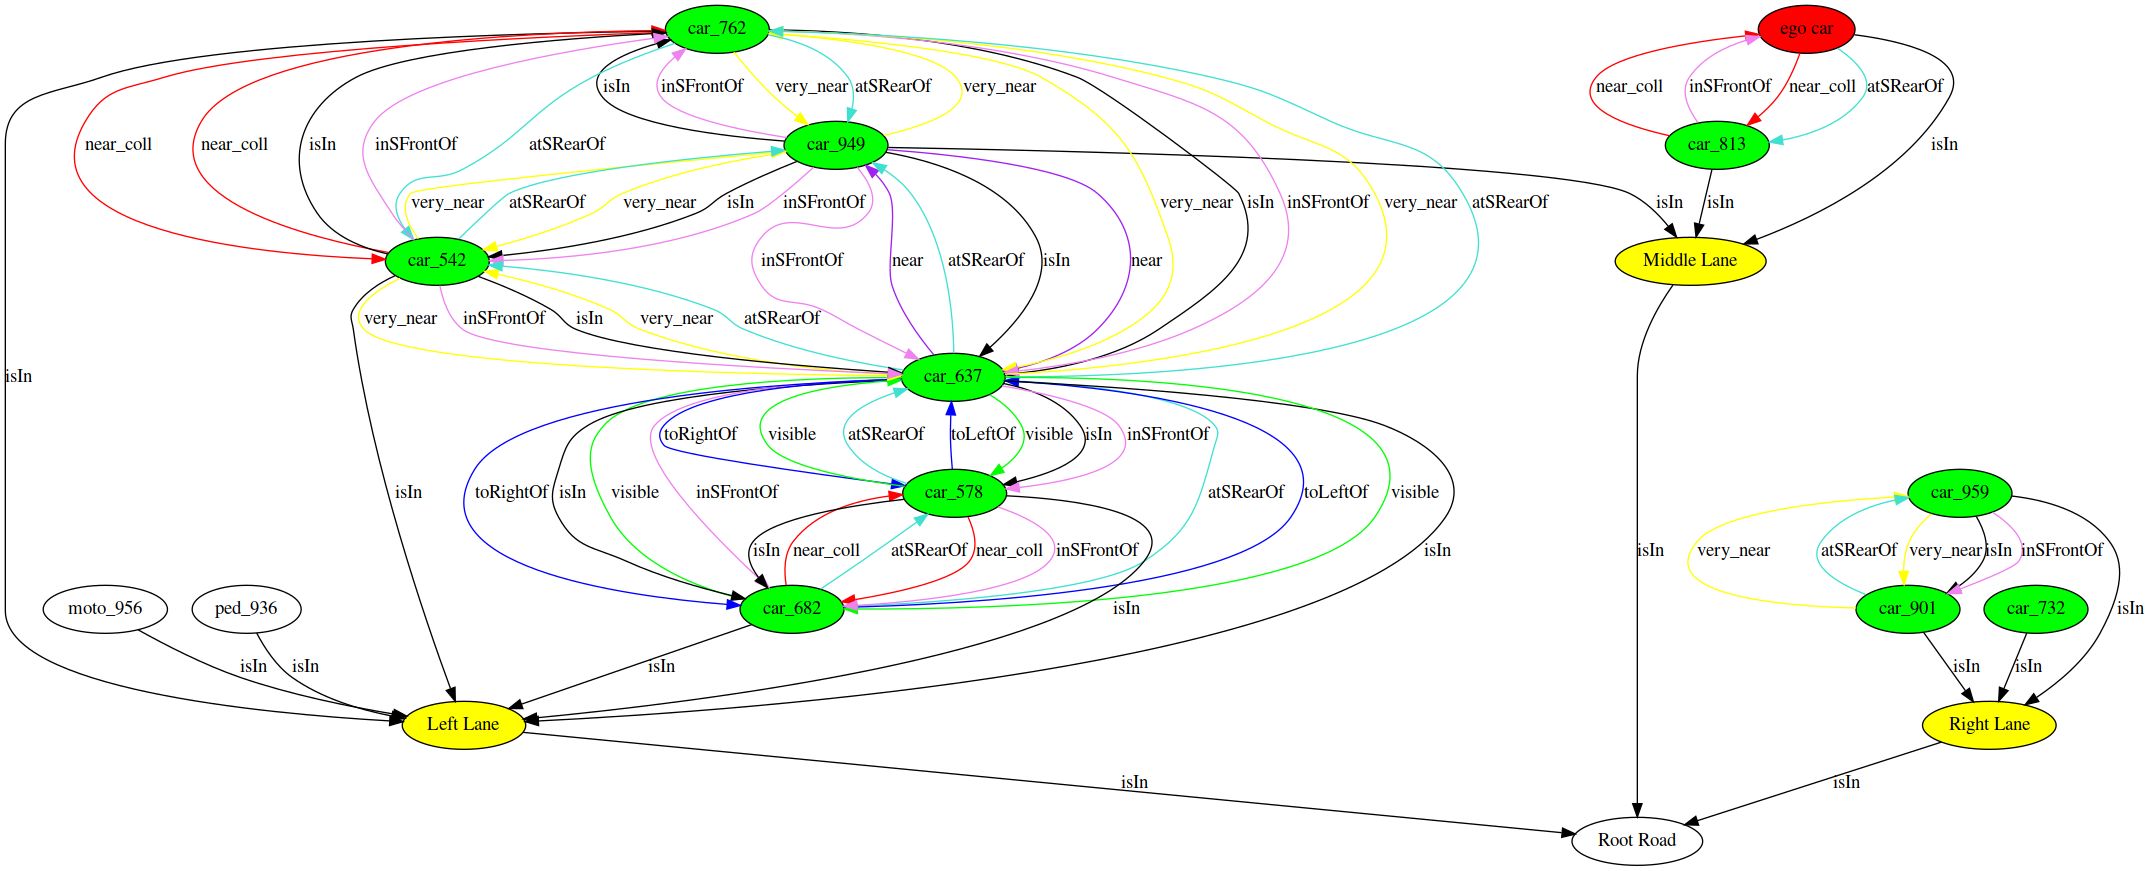 car_762
ego car
isIn
inSFrontOf
very_near
atSRearOf
very_near
near_coll
inSFrontOf
near_coll
atSRearOf
near_coll
near_coll
isIn
inSFrontOf
atSRearOf
car_949
car_813
isIn
very_near
atSRearOf
very_near
isIn
inSFrontOf
very_near
isIn
inSFrontOf
very_near
atSRearOf
isIn
isIn
car_542
inSFrontOf
near
atSRearOf
isIn
near
Middle Lane
very_near
inSFrontOf
isIn
very_near
atSRearOf
isIn
car_637
toRightOf
visible
atSRearOf
toLeftOf
visible
isIn
inSFrontOf
isIn
toRightOf
isIn
visible
inSFrontOf
car_578
atSRearOf
toLeftOf
visible
car_959
isIn
near_coll
atSRearOf
near_coll
inSFrontOf
isIn
isIn
very_near
atSRearOf
very_near
isIn
inSFrontOf
moto_956
ped_936
car_682
isIn
car_901
car_732
isIn
isIn
isIn
isIn
isIn
isIn
Left Lane
Right Lane
isIn
isIn
Root Road